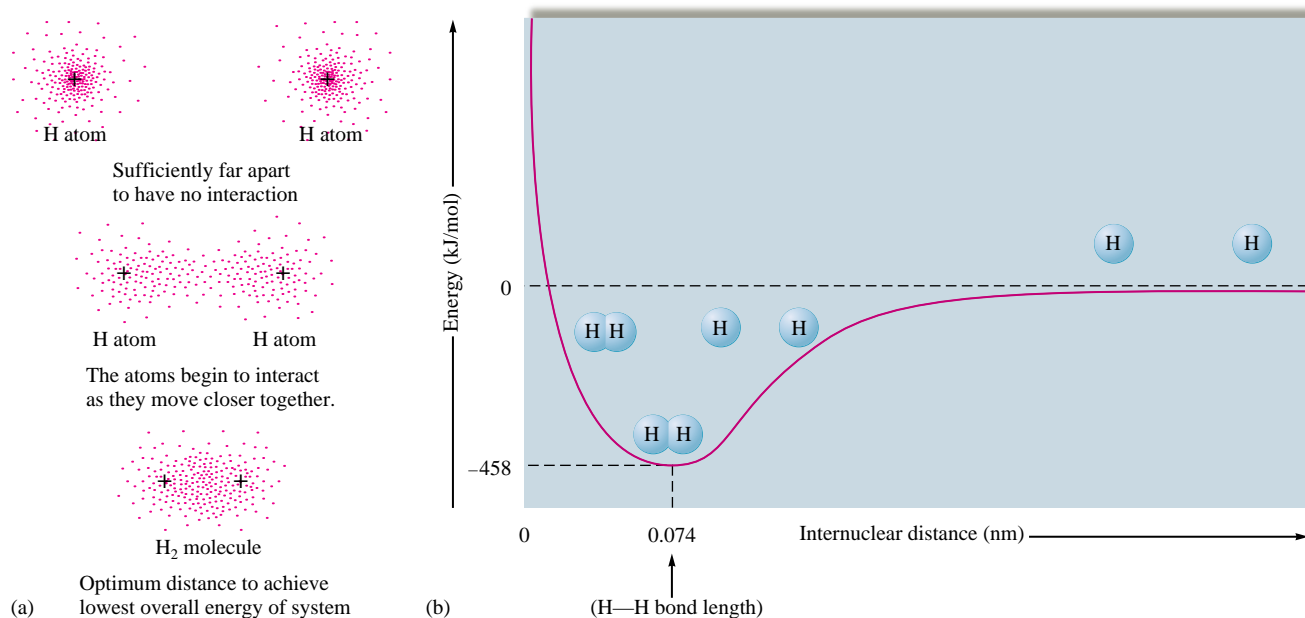 H atom
H atom
Sufficiently far apart
to have no interaction
H atom
H atom
The atoms begin to interact
as they move closer together.
H₂ molecule
Optimum distance to achieve
lowest overall energy of system
(a)
Energy (kJ/mol)
0
–458
H
H
H H
H
H
H H
0
0.074
Internuclear distance (nm)
(H—H bond length)
(b)